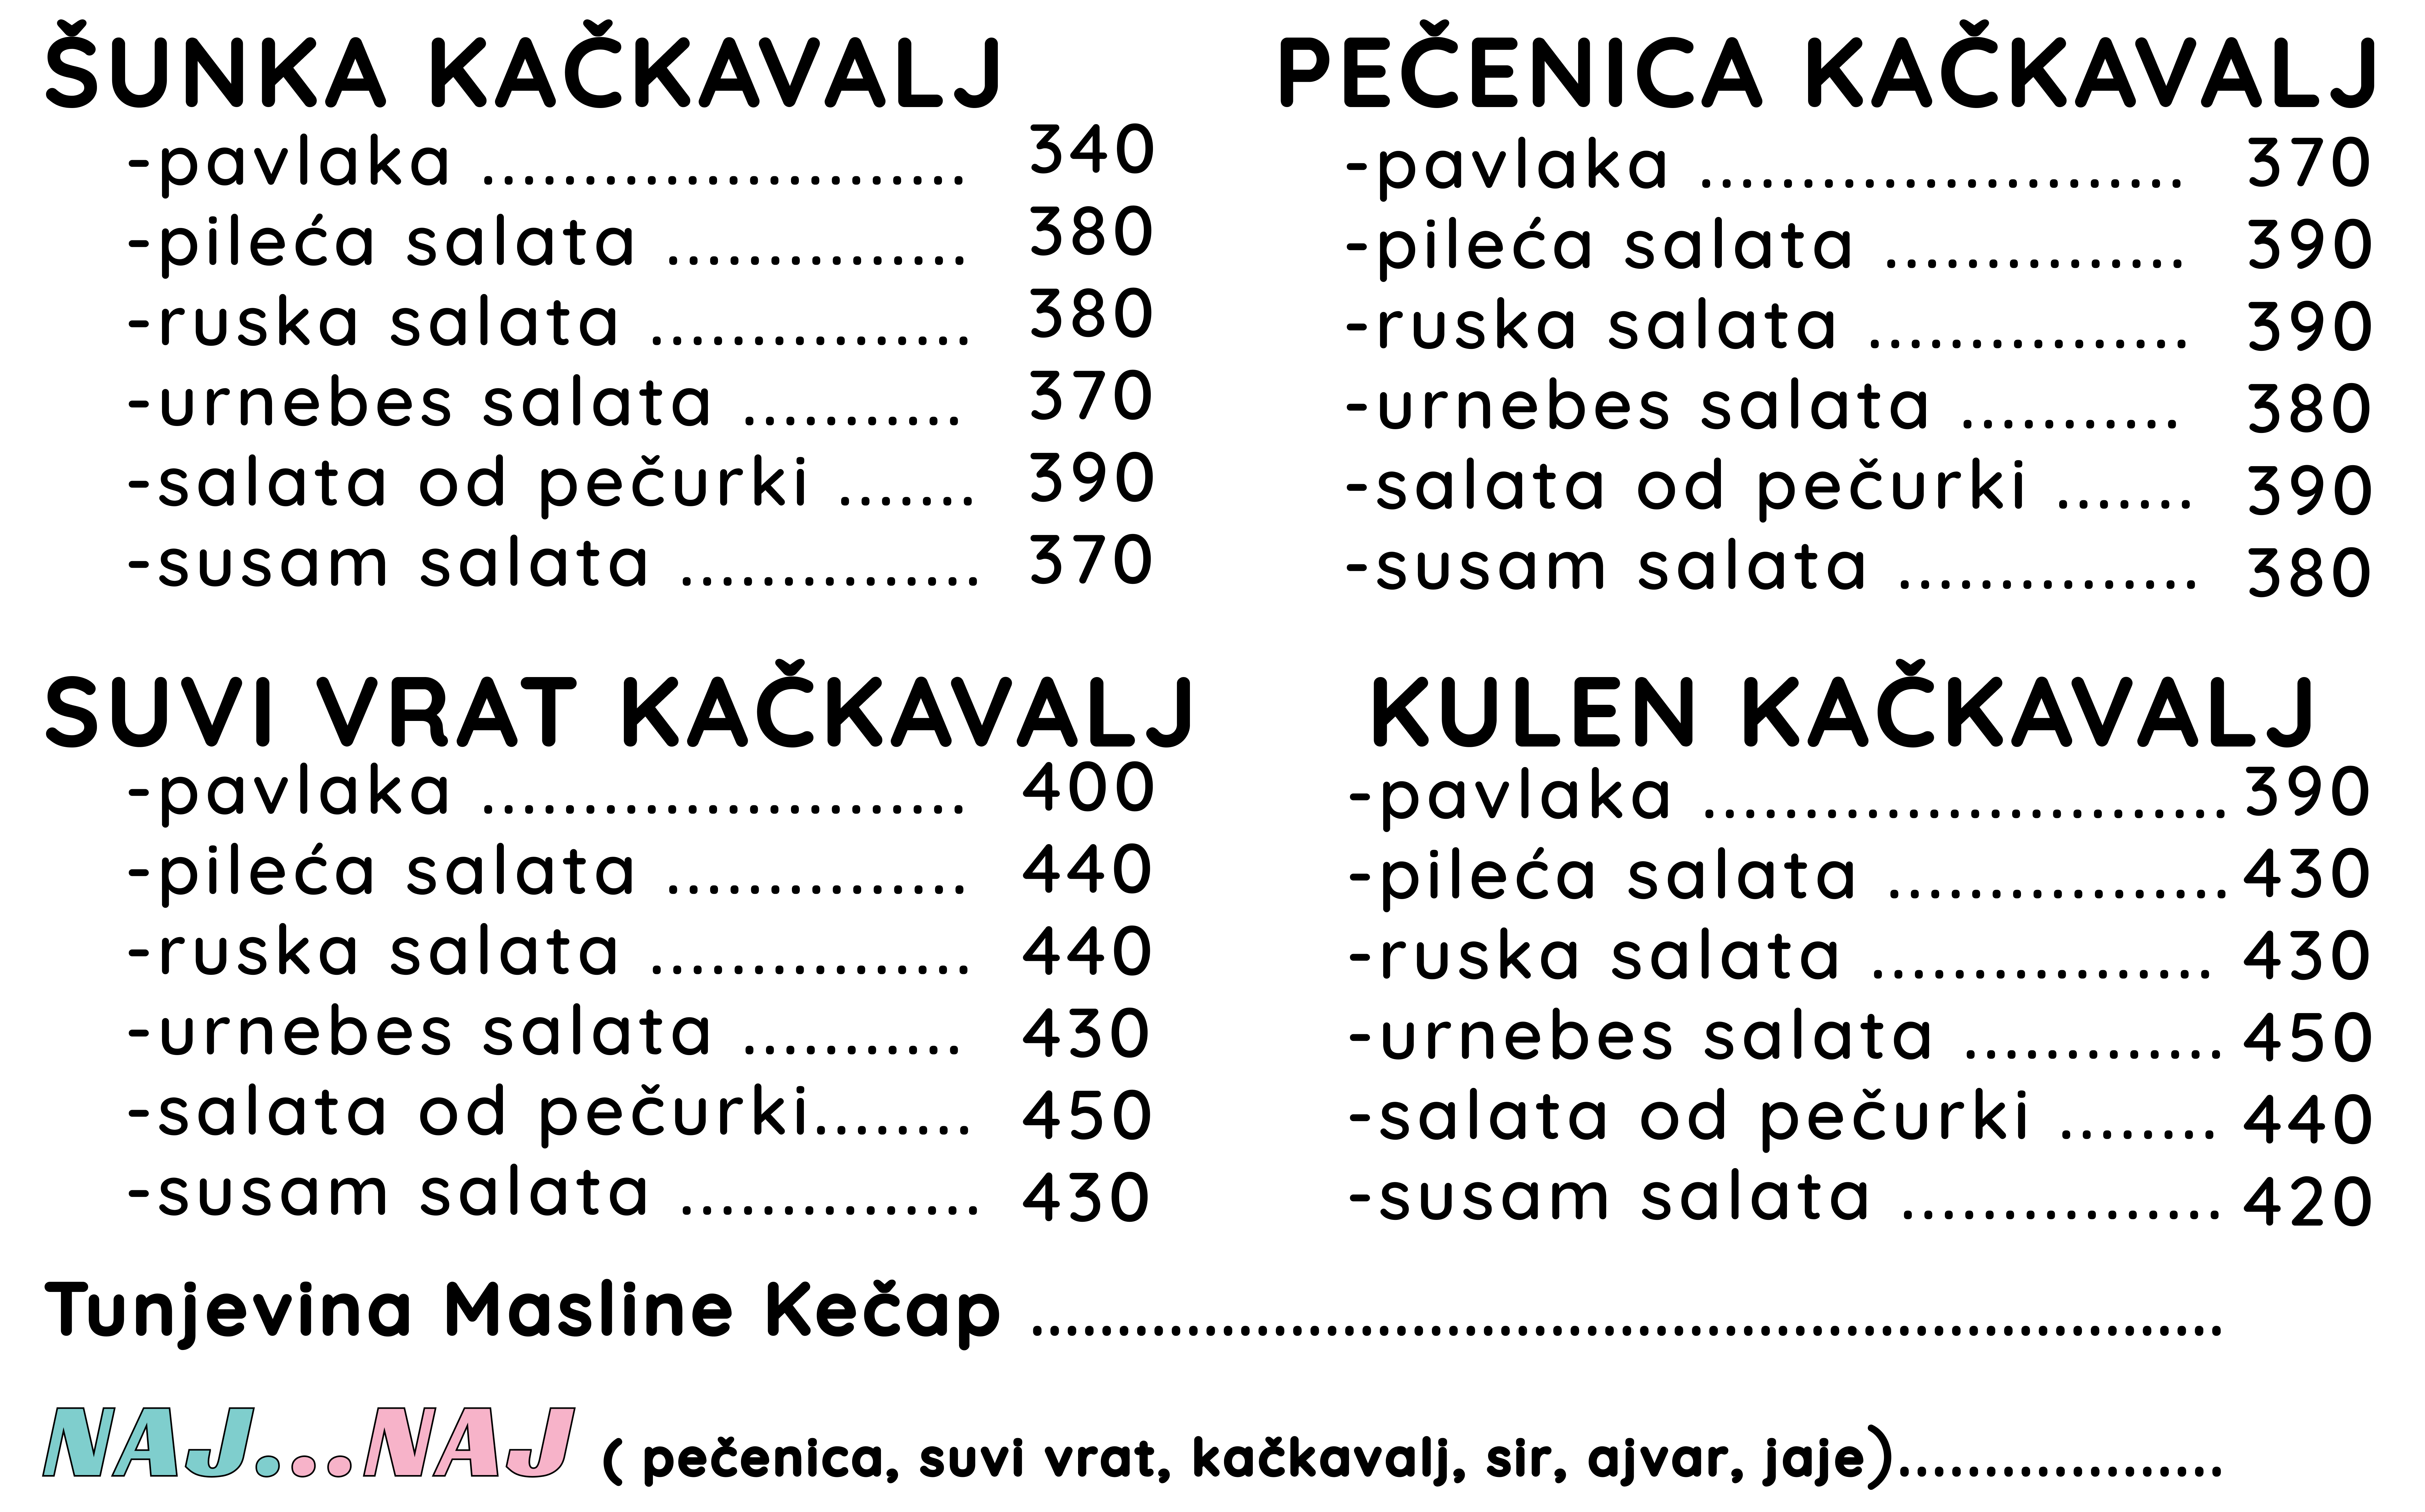 ŠUNKA KAČKAVALJ
-pavlaka ........................ 340
-pileća salata ............... 380
-ruska salata ................ 380
-urnebes salata ........... 370
-salata od pečurki ....... 390
-susam salata ............... 370
PEČENICA KAČKAVALJ
-pavlaka ........................ 370
-pileća salata ............... 390
-ruska salata ................ 390
-urnebes salata ........... 380
-salata od pečurki ....... 390
-susam salata ............... 380
SUVI VRAT KAČKAVALJ
-pavlaka ........................ 400
-pileća salata ............... 440
-ruska salata ................ 440
-urnebes salata ........... 430
-salata od pečurki........ 450
-susam salata ............... 430
KULEN KAČKAVALJ
-pavlaka .......................... 390
-pileća salata ................. 430
-ruska salata ................. 430
-urnebes salata ............. 450
-salata od pečurki ........ 440
-susam salata ................ 420
Tunjevina Masline Kečap .....................................................................
NAJ...NAJ ( pečenica, suvi vrat, kačkavalj, sir, ajvar, jaje)...................